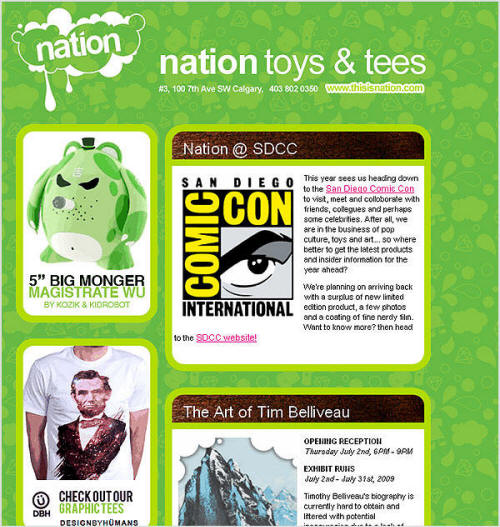 nation
nation toys & tees
#3, 100 7th Ave SW Calgary, 403 802 0350 www.thisisnation.com
5” BIG MONGER
MAGISTRATE WU
BY KOZIK & KIDROBOT
DBH
CHECK OUT OUR
GRAPHIC TEES
DESIGNBYHÜMANS
Nation @ SDCC
SAN DIEGO
COMIC
CON
INTERNATIONAL
This year sees us heading down
to the San Diego Comic Con
to visit, meet and colloborate with
friends, collegues and perhaps
some celebrities. After all, we
are in the business of pop
culture, toys and art... so where
better to get the latest products
and insider information for the
year ahead?
We're planning on arriving back
with a surplus of new limited
edition product, a few photos
and a coating of fine nerdy film.
Want to know more? then head
to the SDCC website!
The Art of Tim Belliveau
OPENING RECEPTION
Thursday July 2nd, 6PM - 9PM
EXHIBIT RUNS
July 2nd - July 31st, 2009
Timothy Belliveau's biography is
currently hard to obtain and
littered with potential